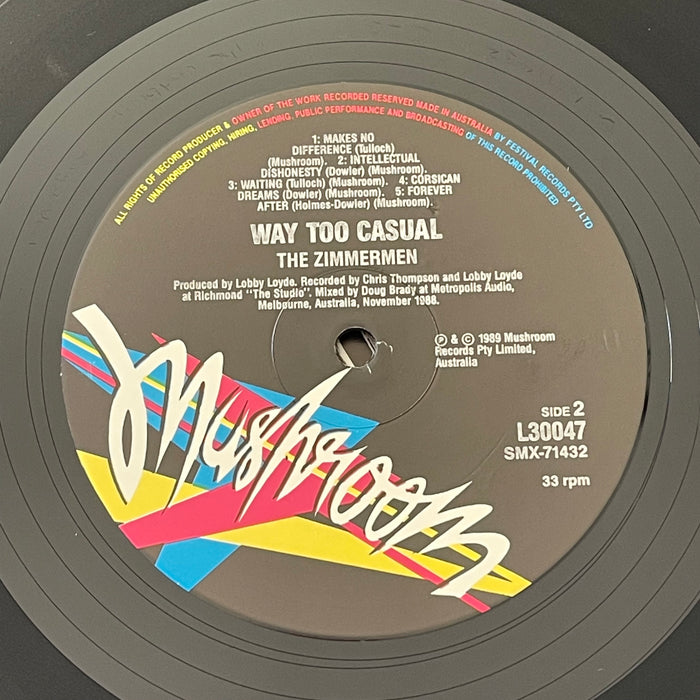 ALL RIGHTS OF RECORD PRODUCER & OWNER OF THE WORK RECORDED RESERVED MADE IN AUSTRALIA BY FESTIVAL RECORDS PTY LTD
UNAUTHORISED COPYING, HIRING, LENDING, PUBLIC PERFORMANCE AND BROADCASTING OF THIS RECORD PROHIBITED
1: MAKES NO
DIFFERENCE (Tulloch)
(Mushroom). 2: INTELLECTUAL
DISHONESTY (Dowler) (Mushroom).
3: WAITING (Tulloch) (Mushroom). 4: CORSICAN
DREAMS (Dowler) (Mushroom). 5: FOREVER
AFTER (Holmes-Dowler) (Mushroom).
WAY TOO CASUAL
THE ZIMMERMEN
Produced by Lobby Loyde. Recorded by Chris Thompson and Lobby Loyde
at Richmond "The Studio". Mixed by Doug Brady at Metropolis Audio,
Melbourne, Australia, November 1988.
℗ & © 1989 Mushroom
Records Pty Limited,
Australia
SIDE 2
L30047
SMX-71432
33 rpm
Mushroom